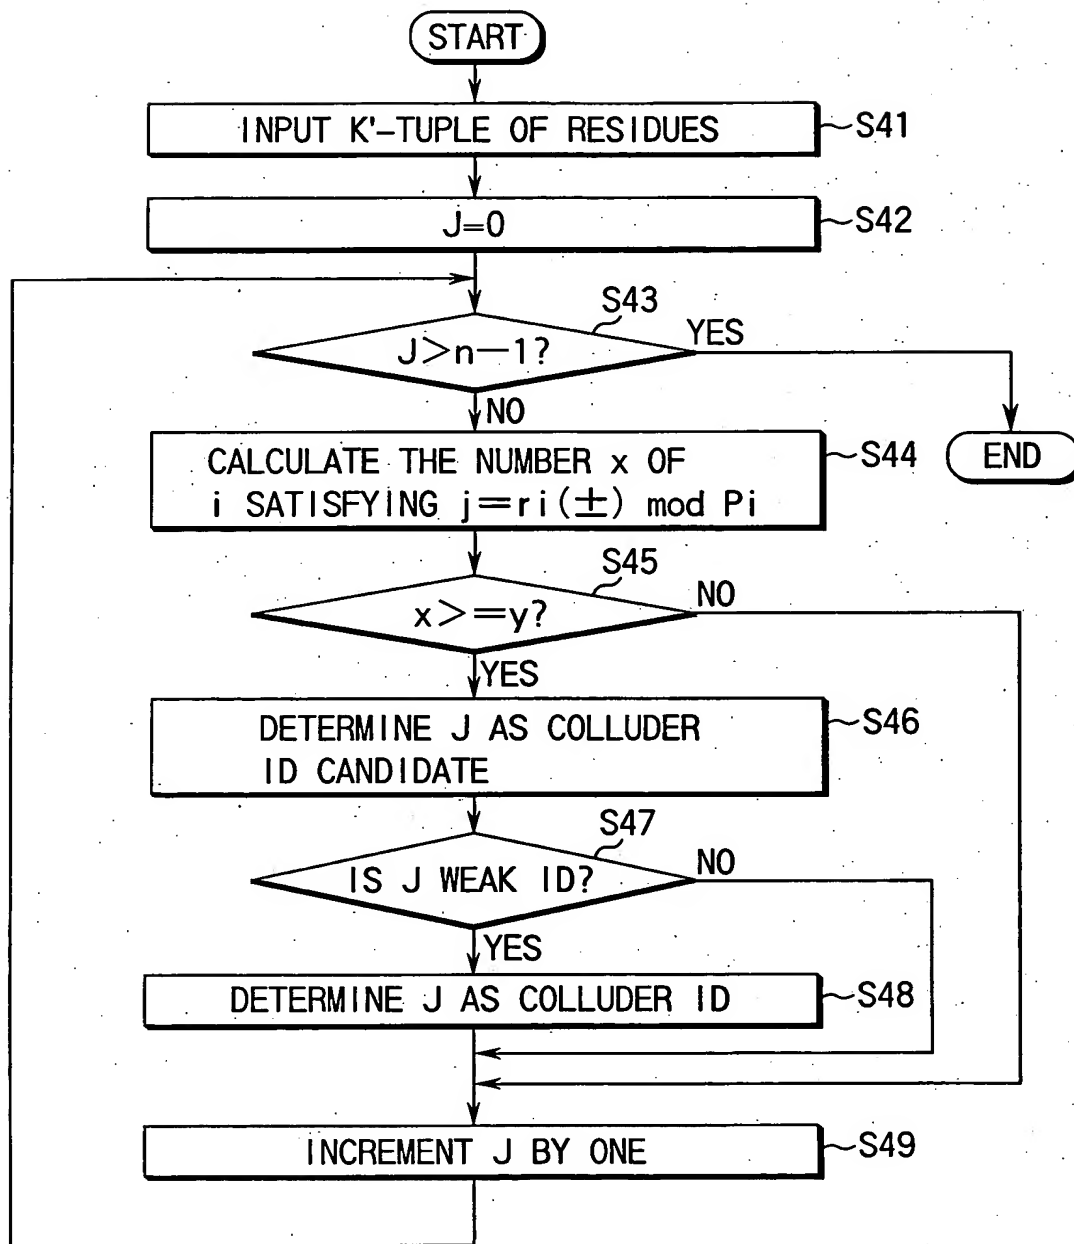 START
INPUT K'-TUPLE OF RESIDUES
S41
J=0
S42
S43
J>n-1?
YES
NO
CALCULATE THE NUMBER x OF
i SATISFYING j=ri(±) mod Pi
S44
END
S45
x>=y?
NO
YES
DETERMINE J AS COLLUDER
ID CANDIDATE
S46
S47
IS J WEAK ID?
NO
YES
DETERMINE J AS COLLUDER ID
S48
INCREMENT J BY ONE
S49